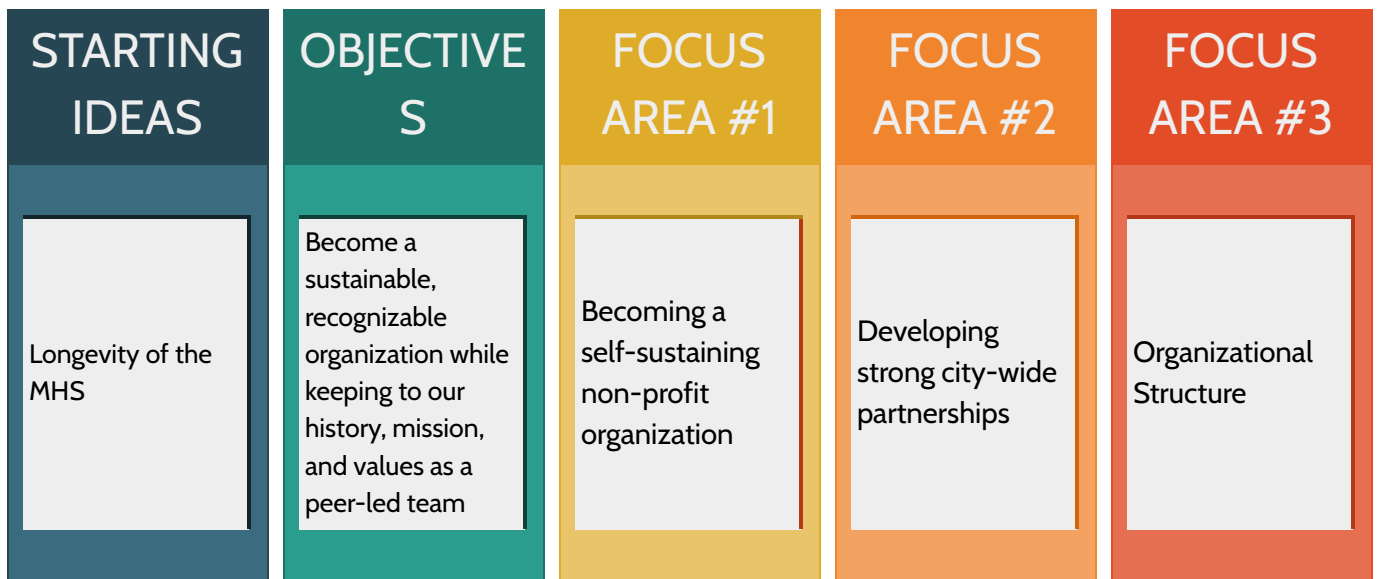 STARTING
IDEAS
Longevity of the
MHS
OBJECTIVE
S
Become a
sustainable,
recognizable
organization while
keeping to our
history, mission,
and values as a
peer-led team
FOCUS
AREA #1
Becoming a
self-sustaining
non-profit
organization
FOCUS
AREA #2
Developing
strong city-wide
partnerships
FOCUS
AREA #3
Organizational
Structure